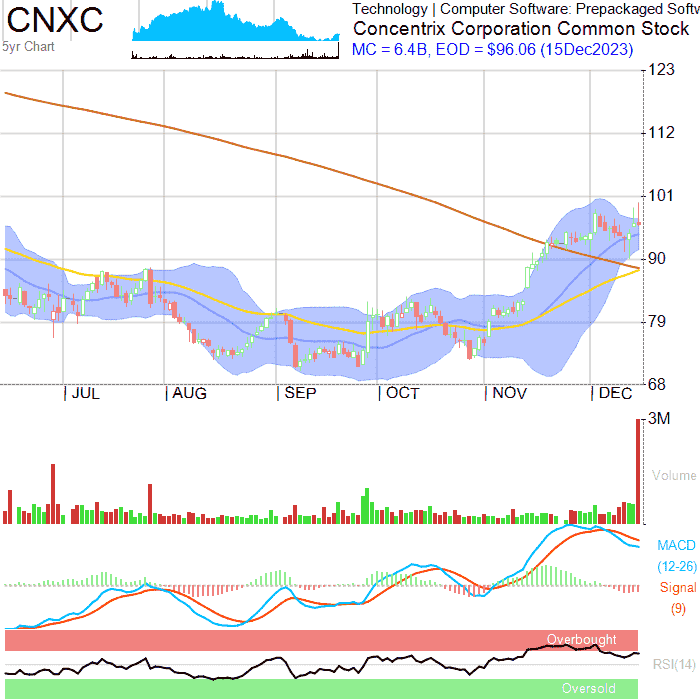 CNXC
5yr Chart
Technology | Computer Software: Prepackaged Softw
Concentrix Corporation Common Stock
MC = 6.4B, EOD = $96.06 (15Dec2023)
123
112
101
90
79
68
JUL AUG SEP OCT NOV DEC
3M
Volume
MACD
(12-26)
Signal
(9)
Overbought
RSI(14)
Oversold